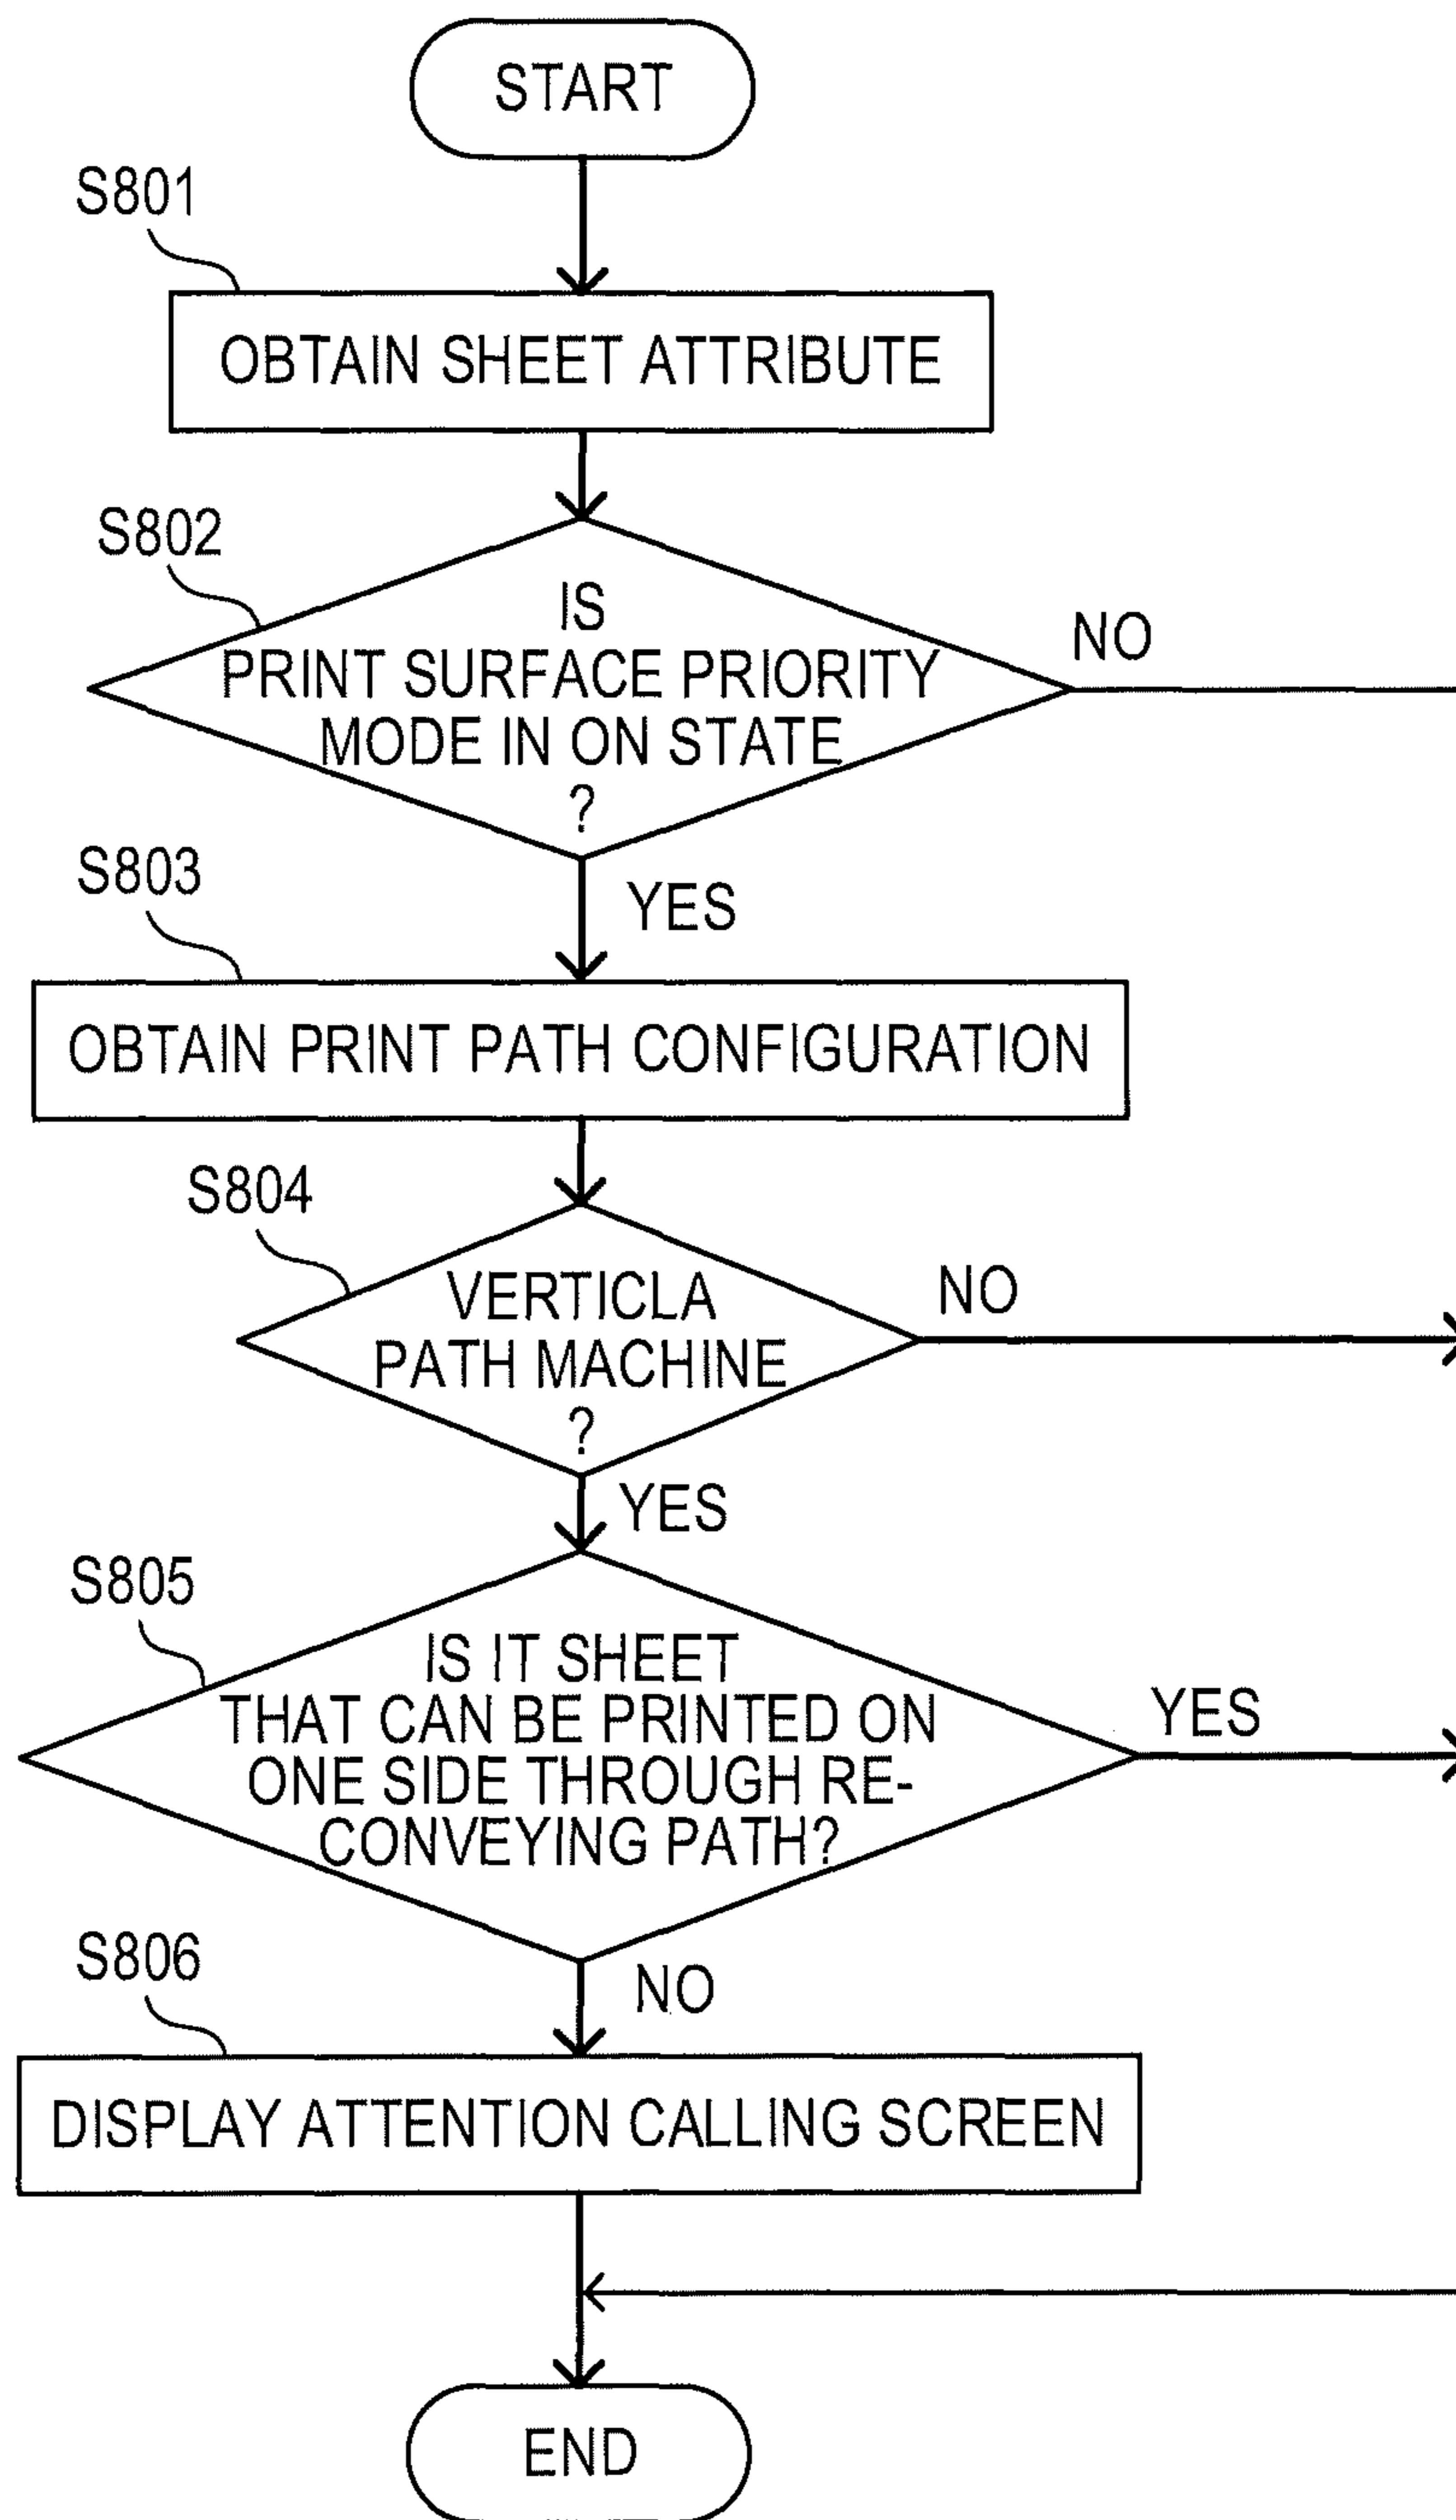 START
S801
OBTAIN SHEET ATTRIBUTE
S802
IS
PRINT SURFACE PRIORITY
MODE IN ON STATE
?
NO
YES
S803
OBTAIN PRINT PATH CONFIGURATION
S804
VERTICLA
PATH MACHINE
?
NO
YES
S805
IS IT SHEET
THAT CAN BE PRINTED ON
ONE SIDE THROUGH RE-
CONVEYING PATH?
YES
NO
S806
DISPLAY ATTENTION CALLING SCREEN
END